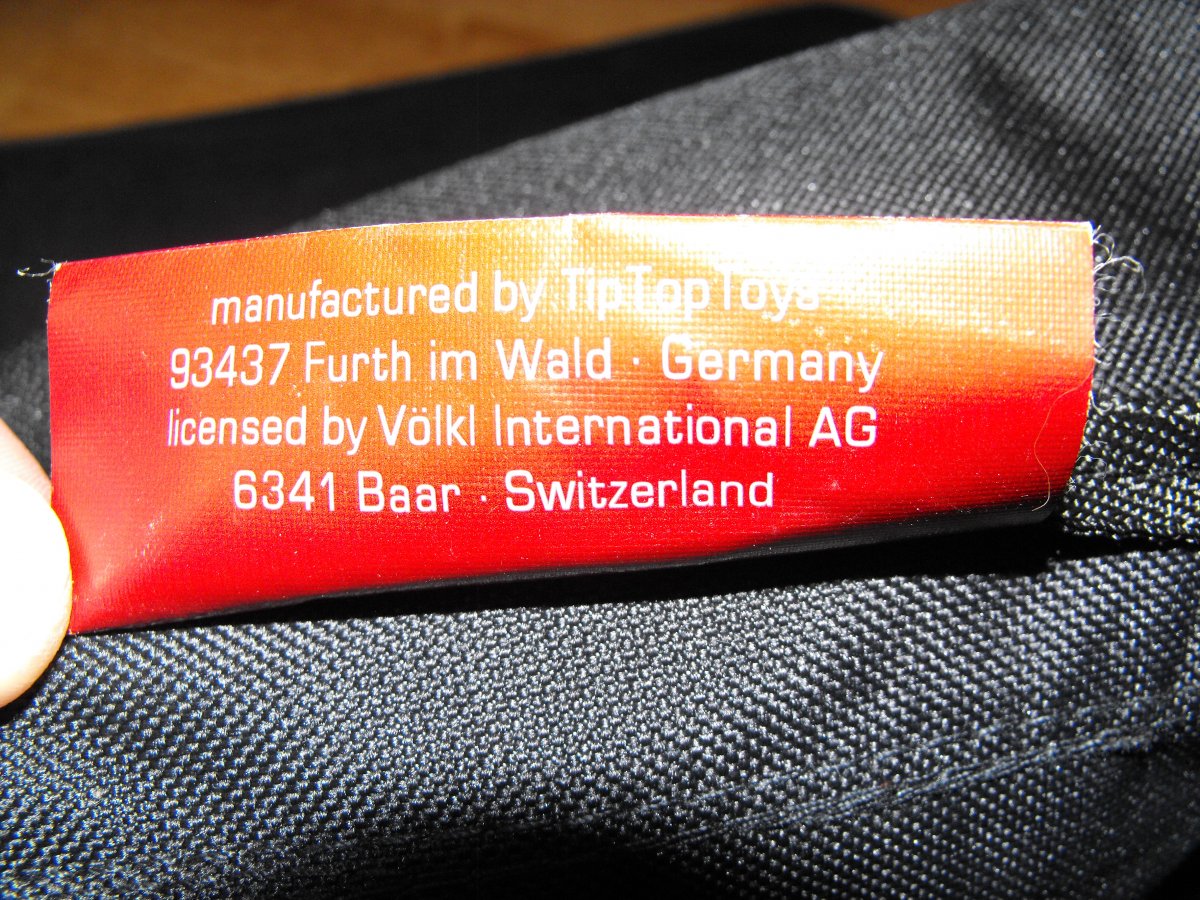 manufactured by TipTopToys
93437 Furth im Wald · Germany
licensed by Völkl International AG
6341 Baar · Switzerland